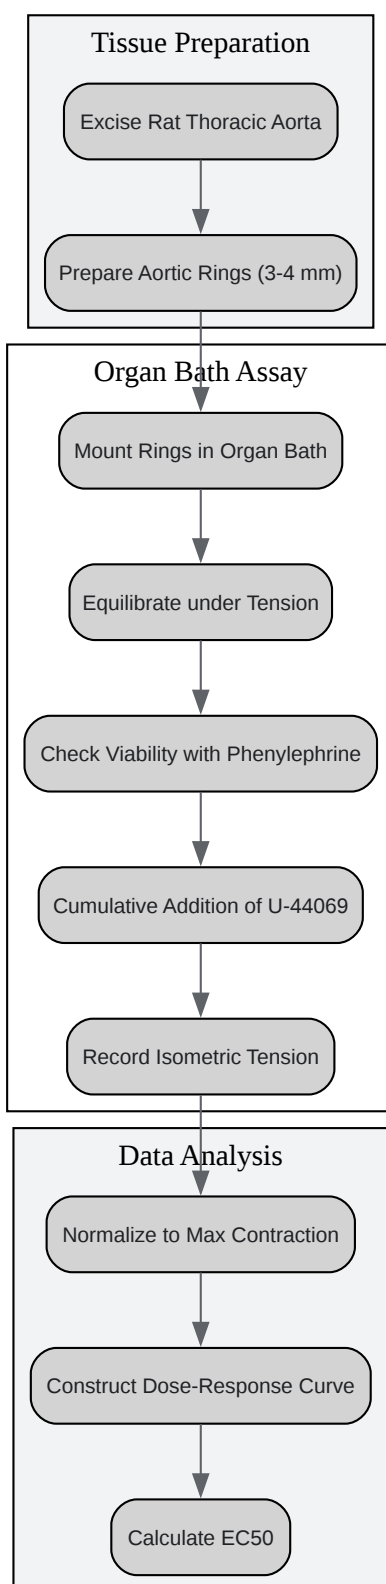 Tissue Preparation
Excise Rat Thoracic Aorta
Prepare Aortic Rings (3-4 mm)
Organ Bath Assay
Mount Rings in Organ Bath
Equilibrate under Tension
Check Viability with Phenylephrine
Cumulative Addition of U-44069
Record Isometric Tension
Data Analysis
Normalize to Max Contraction
Construct Dose-Response Curve
Calculate EC50